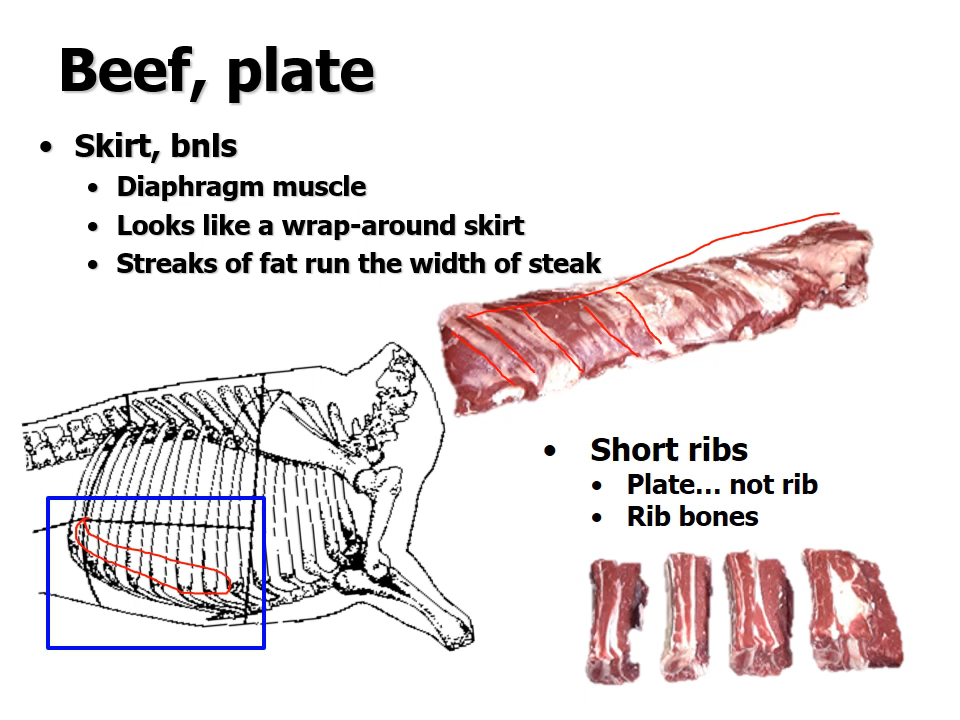 Beef, plate
• Skirt, bnls
• Diaphragm muscle
• Looks like a wrap-around skirt
• Streaks of fat run the width of steak
• Short ribs
• Plate... not rib
• Rib bones